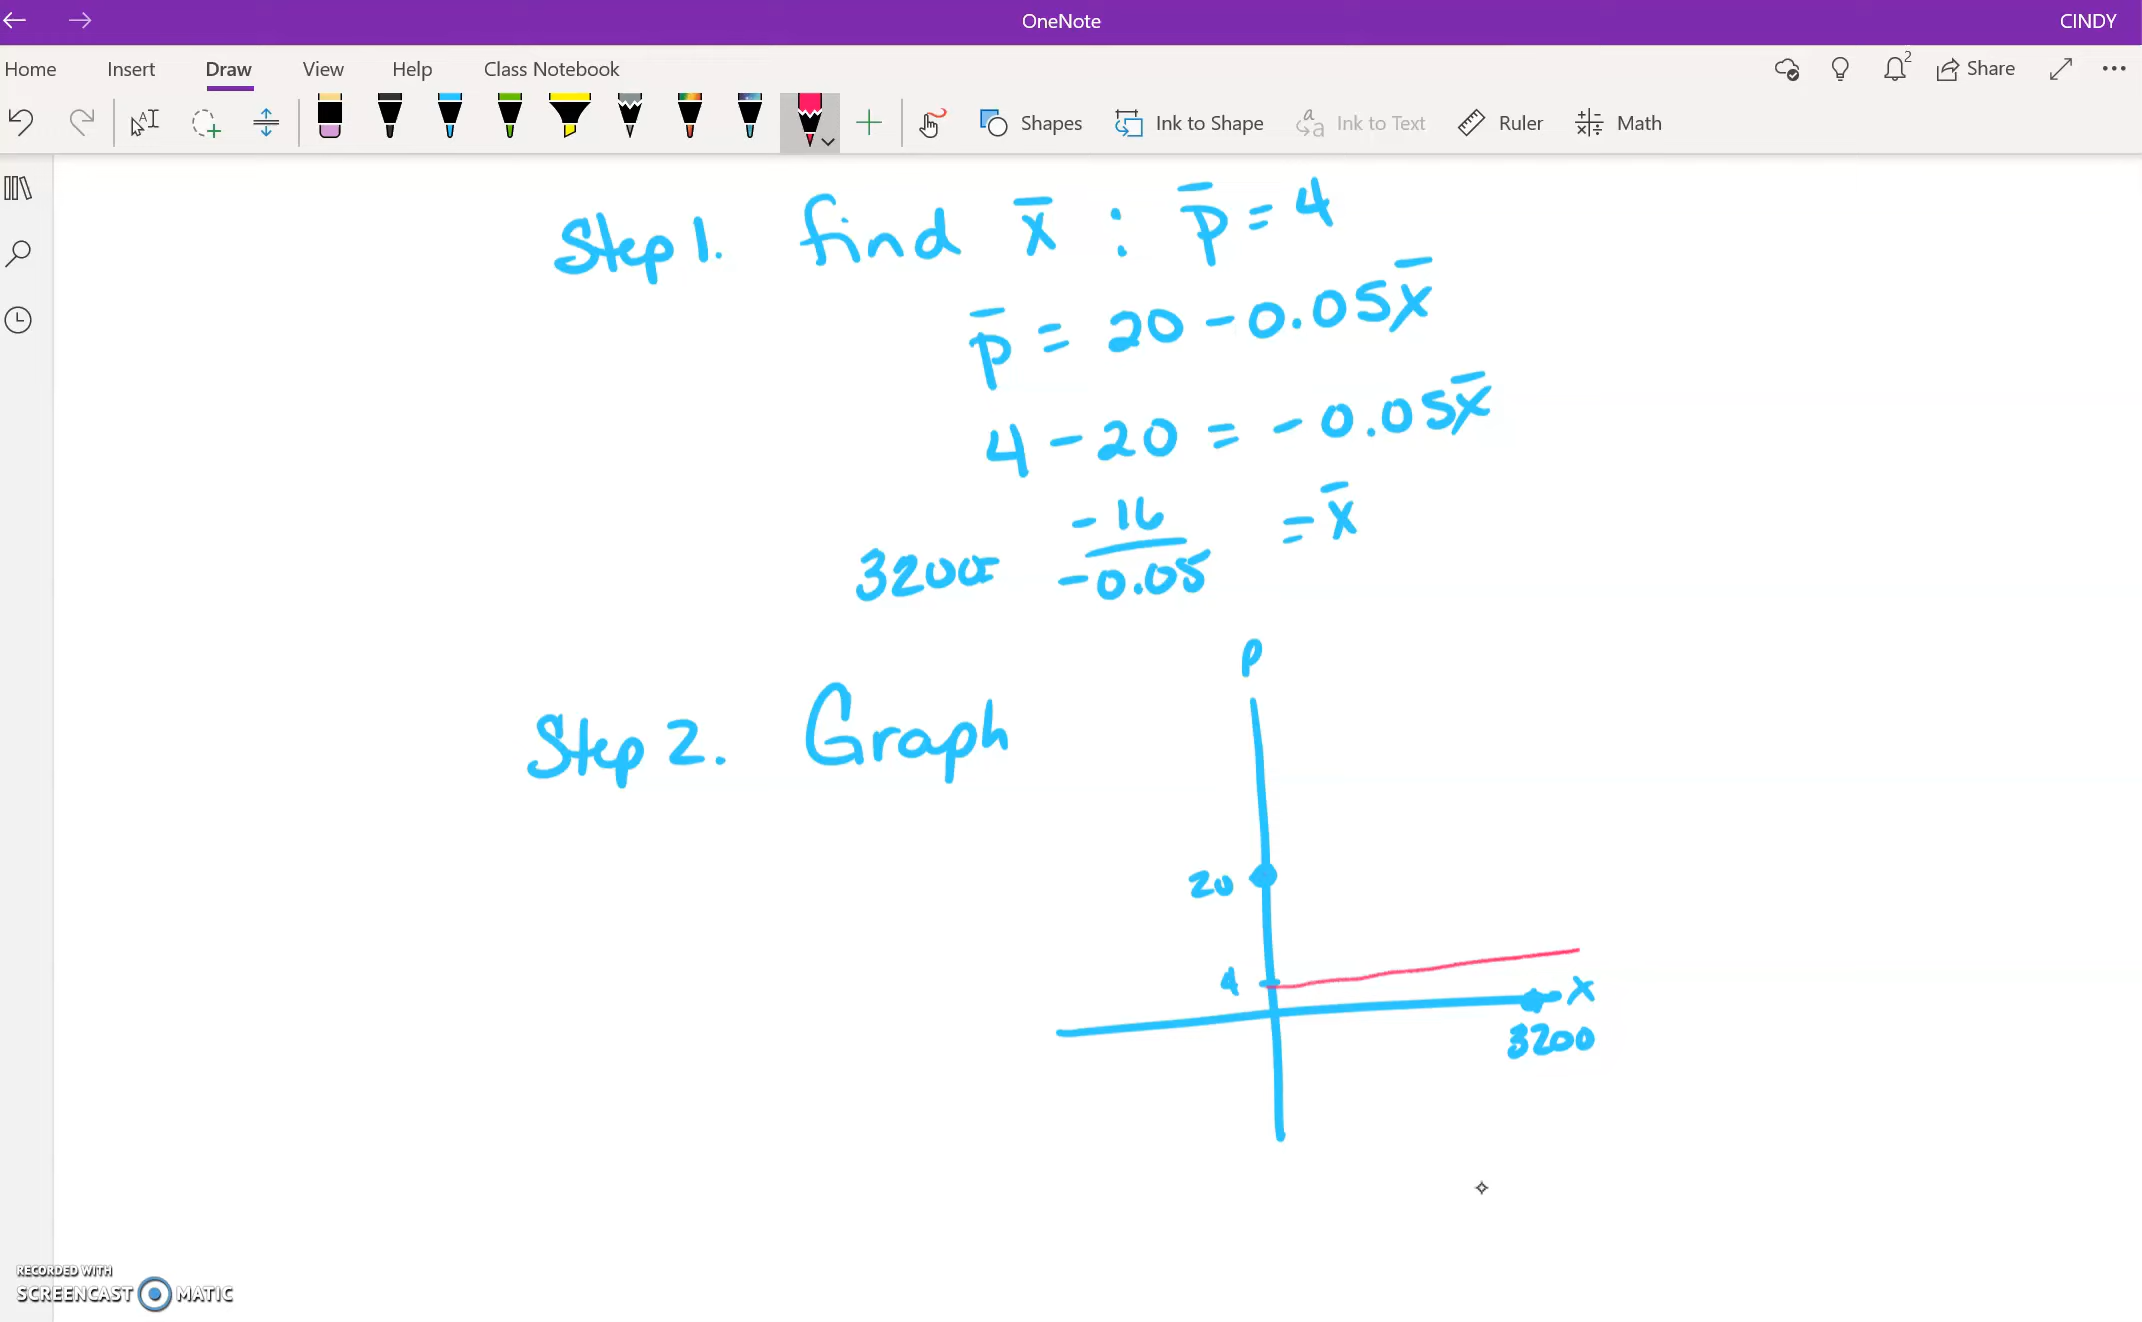 OneNote
CINDY
Home Insert Draw View Help Class Notebook
2 Share
Shapes Ink to Shape Ink to Text Ruler Math
Step 1. find x̄ : p̄ = 4
p̄ = 20 - 0.05x̄
4 - 20 = - 0.05x̄
3200 = -16/-0.05 = x̄
Step 2. Graph
P
20
4
X
3200
RECORDED WITH
SCREENCAST MATIC